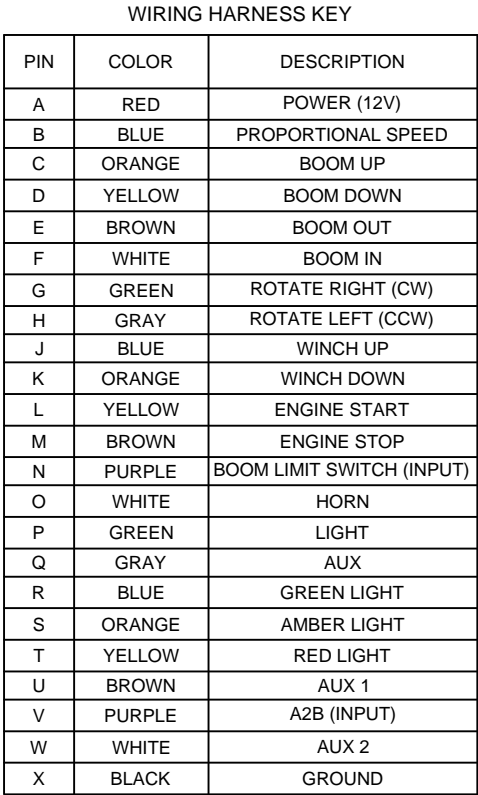 WIRING HARNESS KEY
PIN COLOR DESCRIPTION
A RED POWER (12V)
B BLUE PROPORTIONAL SPEED
C ORANGE BOOM UP
D YELLOW BOOM DOWN
E BROWN BOOM OUT
F WHITE BOOM IN
G GREEN ROTATE RIGHT (CW)
H GRAY ROTATE LEFT (CCW)
J BLUE WINCH UP
K ORANGE WINCH DOWN
L YELLOW ENGINE START
M BROWN ENGINE STOP
N PURPLE BOOM LIMIT SWITCH (INPUT)
O WHITE HORN
P GREEN LIGHT
Q GRAY AUX
R BLUE GREEN LIGHT
S ORANGE AMBER LIGHT
T YELLOW RED LIGHT
U BROWN AUX 1
V PURPLE A2B (INPUT)
W WHITE AUX 2
X BLACK GROUND